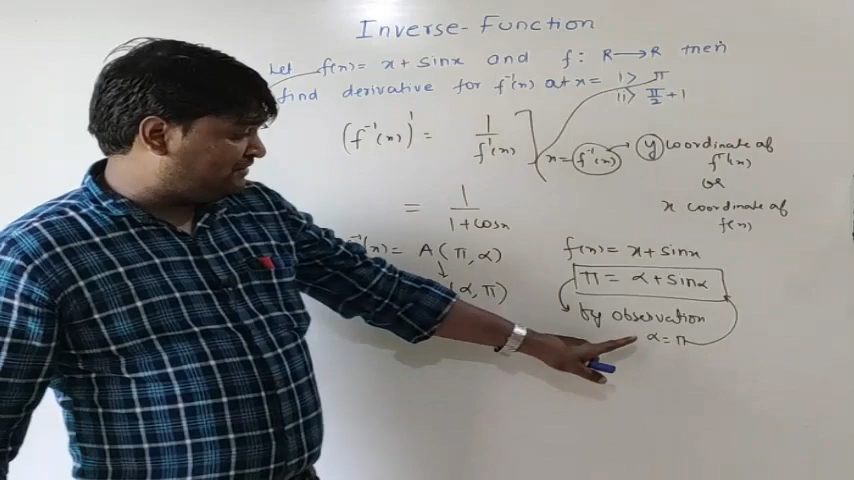 Inverse-Function
Let f(x) = x + sinx and f: R → R then
find derivative for f⁻¹(x) at x = i> π
ii> π/2 + 1
(f⁻¹(x))' = 1/f'(x) ] x = f⁻¹(x) → y coordinate of
f⁻¹(x)
or
x coordinate of
f(x)
= 1/(1+cosx)
⁻¹(x) = A(π, α)
(α, π)
f(x) = x + sinx
π = α + sinα
by observation
α = π